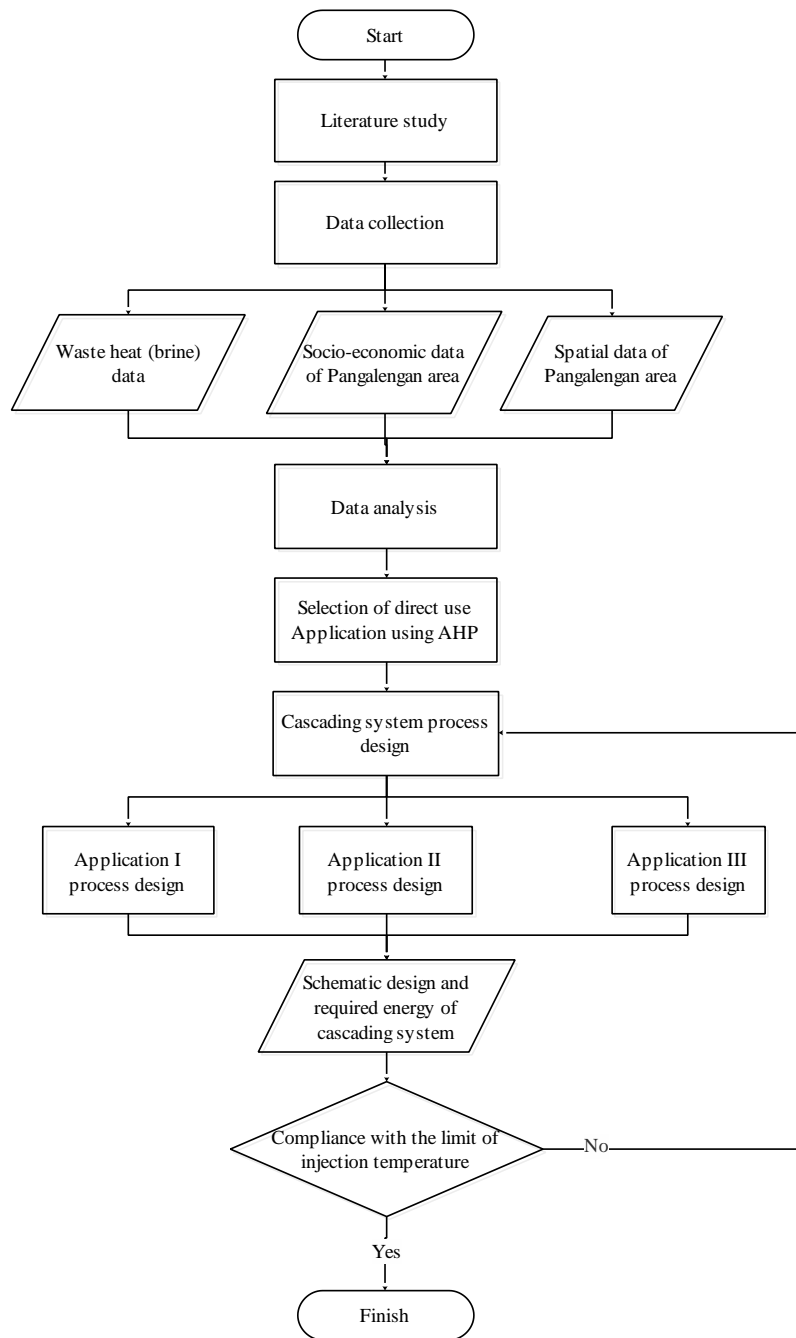 Start
Literature study
Data collection
Waste heat (brine)
data
Socio-economic data
of Pangalengan area
Spatial data of
Pangalengan area
Data analysis
Selection of direct use
Application using AHP
Cascading system process
design
Application I
process design
Application II
process design
Application III
process design
Schematic design and
required energy of
cascading system
Compliance with the limit of
injection temperature
No
Yes
Finish